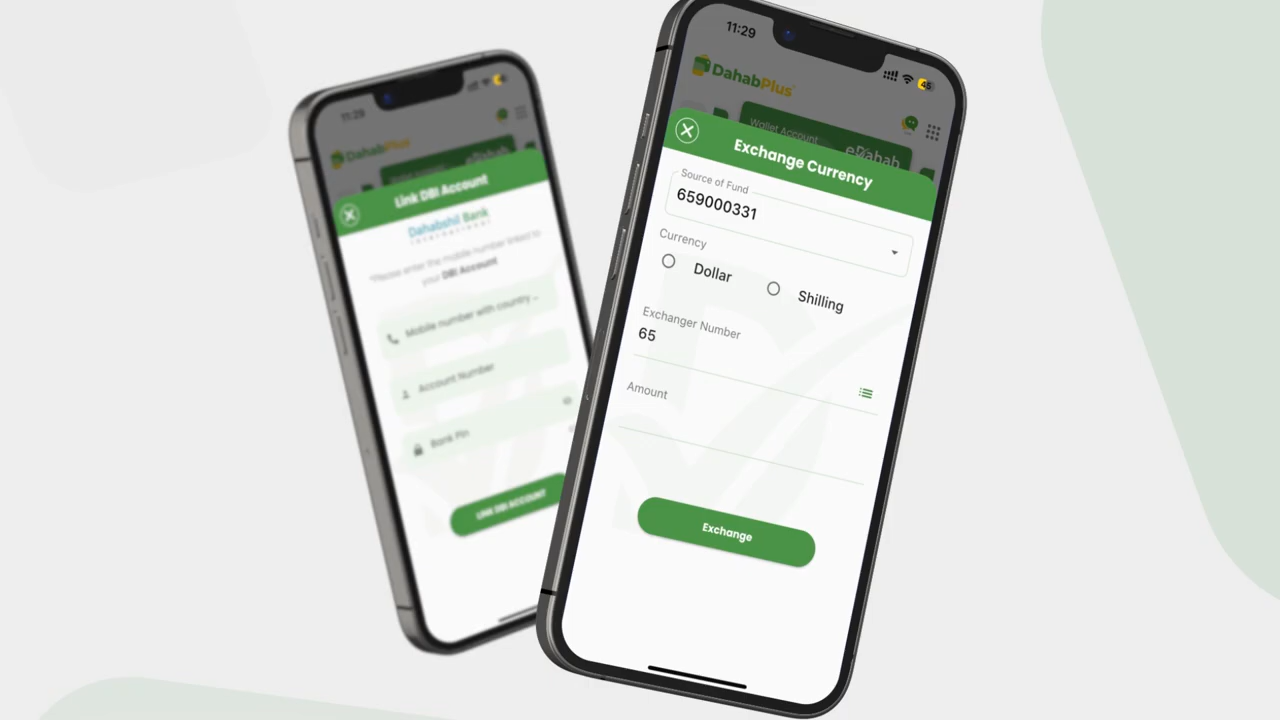 11:29
DahabPlus
eDahab
Link DBI Account
Dahabshil Bank
International
*Please enter the mobile number linked to
your DBI Account
Mobile number with country ...
Account Number
Bank Pin
LINK DBI ACCOUNT
11:29
45
DahabPlus
Wallet Account
eDahab
Exchange Currency
Source of Fund
659000331
Currency
Dollar
Shilling
Exchanger Number
65
Amount
Exchange